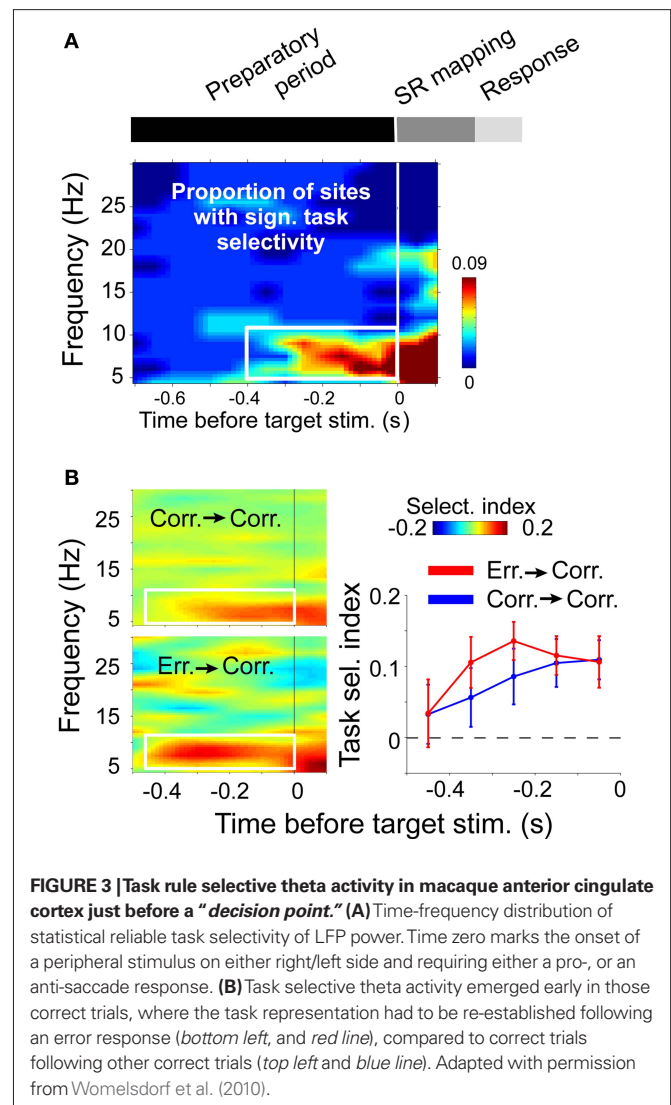 A
Preparatory
period
SR mapping
Response
Proportion of sites
with sign. task
selectivity
Frequency (Hz)
25
20
15
10
5
0.09
0
-0.6 -0.4 -0.2 0
Time before target stim. (s)
B
Corr.→Corr.
Frequency (Hz)
25
15
5
Err.→Corr.
25
15
5
-0.4 -0.2 0
Select. index
-0.2 0.2
Err.→Corr.
Corr.→Corr.
Task sel. index
0.2
0.1
0
-0.4 -0.2 0
Time before target stim. (s)
FIGURE 3 | Task rule selective theta activity in macaque anterior cingulate
cortex just before a “decision point.” (A) Time-frequency distribution of
statistical reliable task selectivity of LFP power. Time zero marks the onset of
a peripheral stimulus on either right/left side and requiring either a pro-, or an
anti-saccade response. (B) Task selective theta activity emerged early in those
correct trials, where the task representation had to be re-established following
an error response (bottom left, and red line), compared to correct trials
following other correct trials (top left and blue line). Adapted with permission
from Womelsdorf et al. (2010).